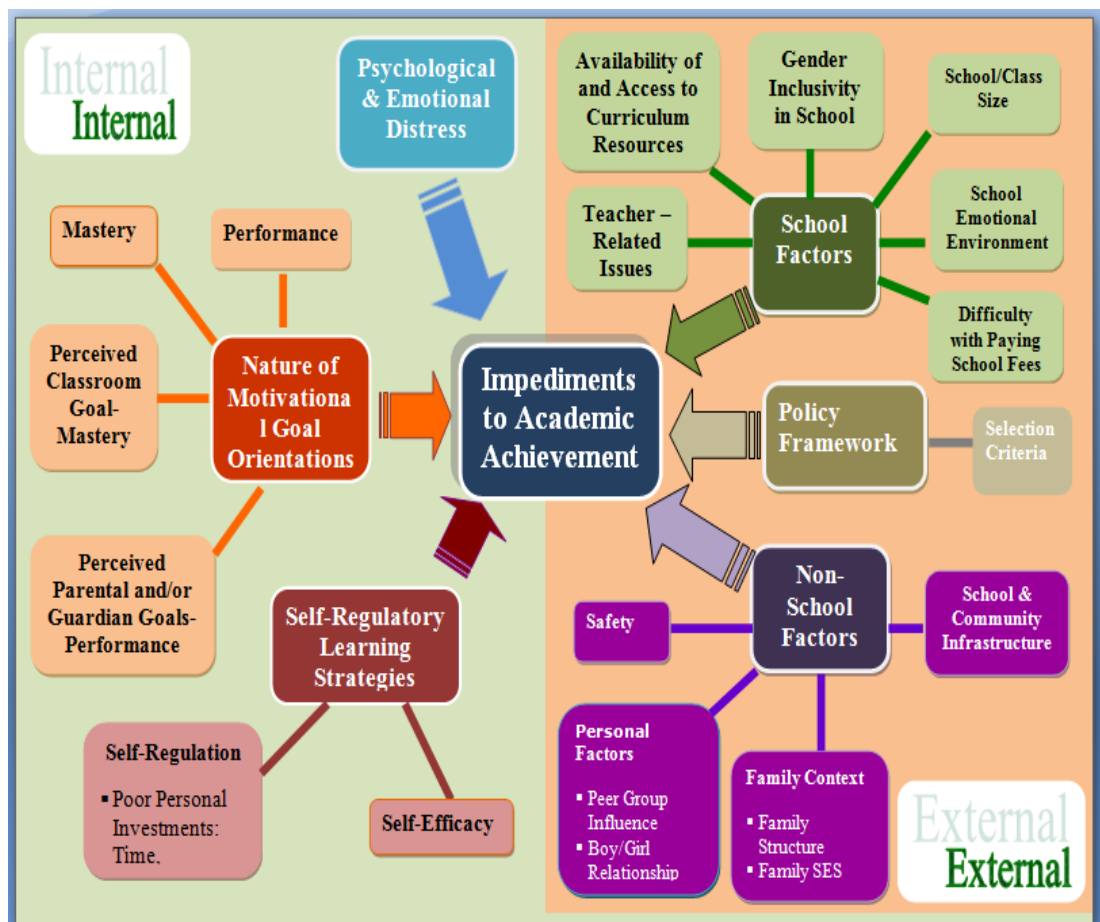 Internal
Internal
Psychological
& Emotional
Distress
Mastery
Performance
Perceived
Classroom
Goal-
Mastery
Nature of
Motivationa
l Goal
Orientations
Perceived
Parental and/or
Guardian Goals-
Performance
Self-Regulatory
Learning
Strategies
Self-Regulation
▪ Poor Personal
Investments:
Time.
Self-Efficacy
Impediments
to Academic
Achievement
Availability of
and Access to
Curriculum
Resources
Gender
Inclusivity
in School
School/Class
Size
Teacher –
Related
Issues
School
Factors
School
Emotional
Environment
Difficulty
with Paying
School Fees
Policy
Framework
Selection
Criteria
Non-
School
Factors
Safety
School &
Community
Infrastructure
Personal
Factors
▪ Peer Group
Influence
▪ Boy/Girl
Relationship
Family Context
▪ Family
Structure
▪ Family SES
External
External